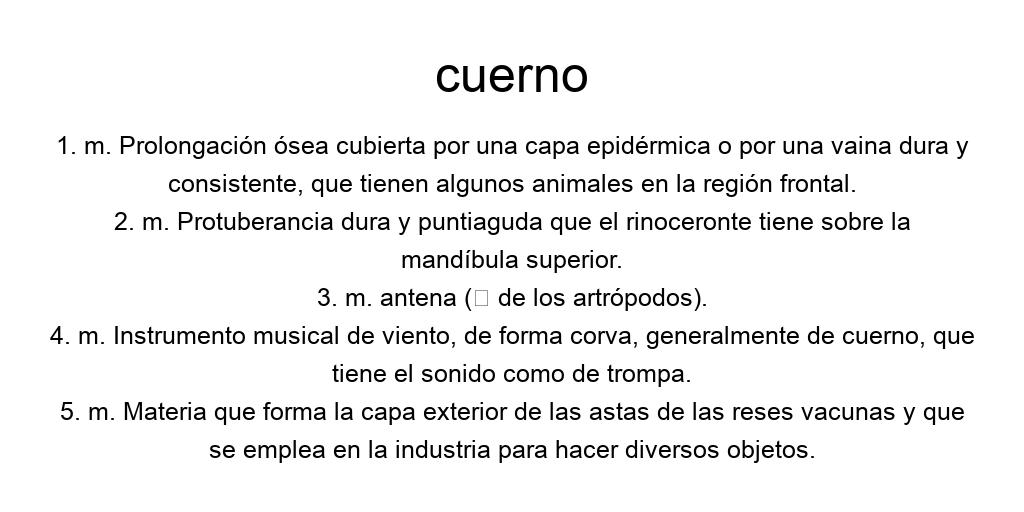 cuerno
1. m. Prolongación ósea cubierta por una capa epidérmica o por una vaina dura y
consistente, que tienen algunos animales en la región frontal.
2. m. Protuberancia dura y puntiaguda que el rinoceronte tiene sobre la
mandíbula superior.
3. m. antena (□ de los artrópodos).
4. m. Instrumento musical de viento, de forma corva, generalmente de cuerno, que
tiene el sonido como de trompa.
5. m. Materia que forma la capa exterior de las astas de las reses vacunas y que
se emplea en la industria para hacer diversos objetos.